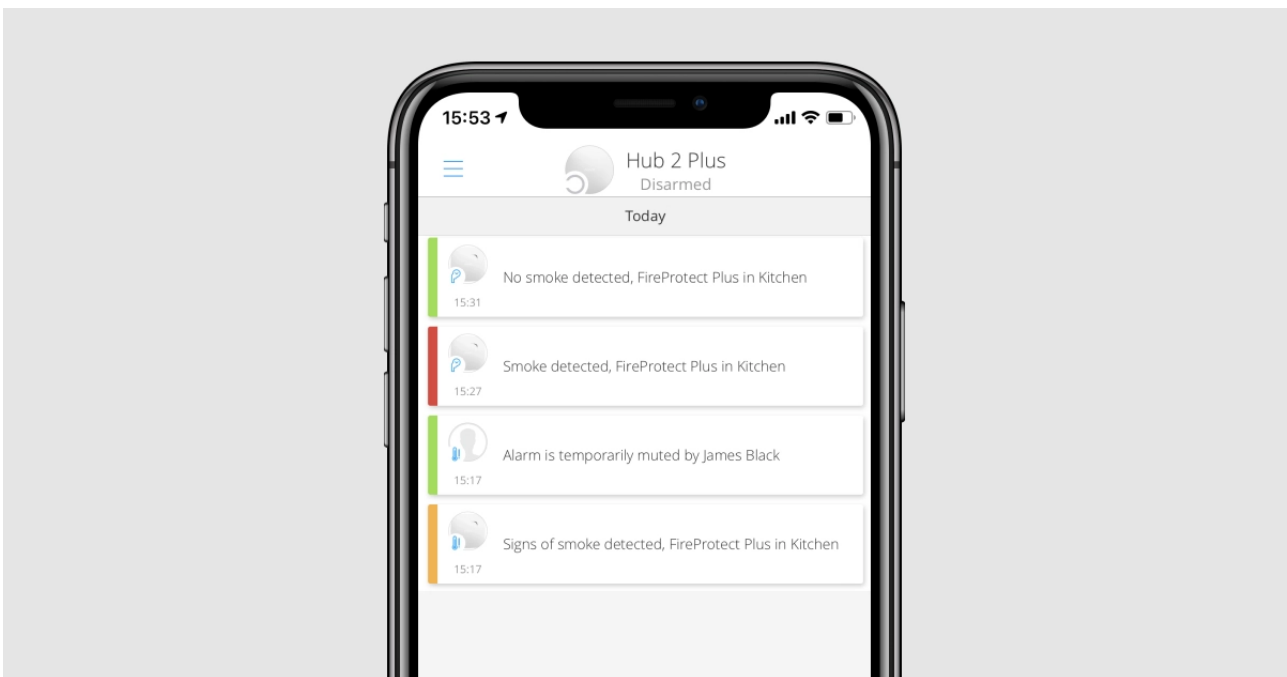 15:53
Hub 2 Plus
Disarmed
Today
No smoke detected, FireProtect Plus in Kitchen
15:31
Smoke detected, FireProtect Plus in Kitchen
15:27
Alarm is temporarily muted by James Black
15:17
Signs of smoke detected, FireProtect Plus in Kitchen
15:17